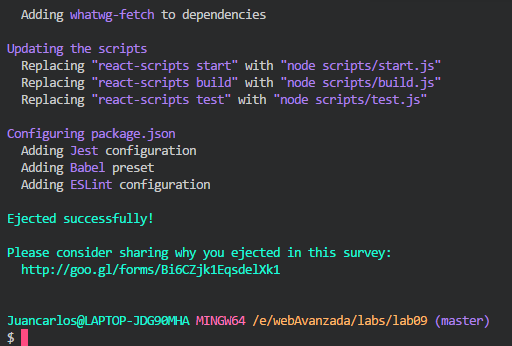 Adding whatwg-fetch to dependencies
Updating the scripts
Replacing "react-scripts start" with "node scripts/start.js"
Replacing "react-scripts build" with "node scripts/build.js"
Replacing "react-scripts test" with "node scripts/test.js"
Configuring package.json
Adding Jest configuration
Adding Babel preset
Adding ESLint configuration
Ejected successfully!
Please consider sharing why you ejected in this survey:
http://goo.gl/forms/Bi6CZjk1EqsdelXk1
Juancarlos@LAPTOP-JDG90MHA MINGW64 /e/webAvanzada/labs/lab09 (master)
$